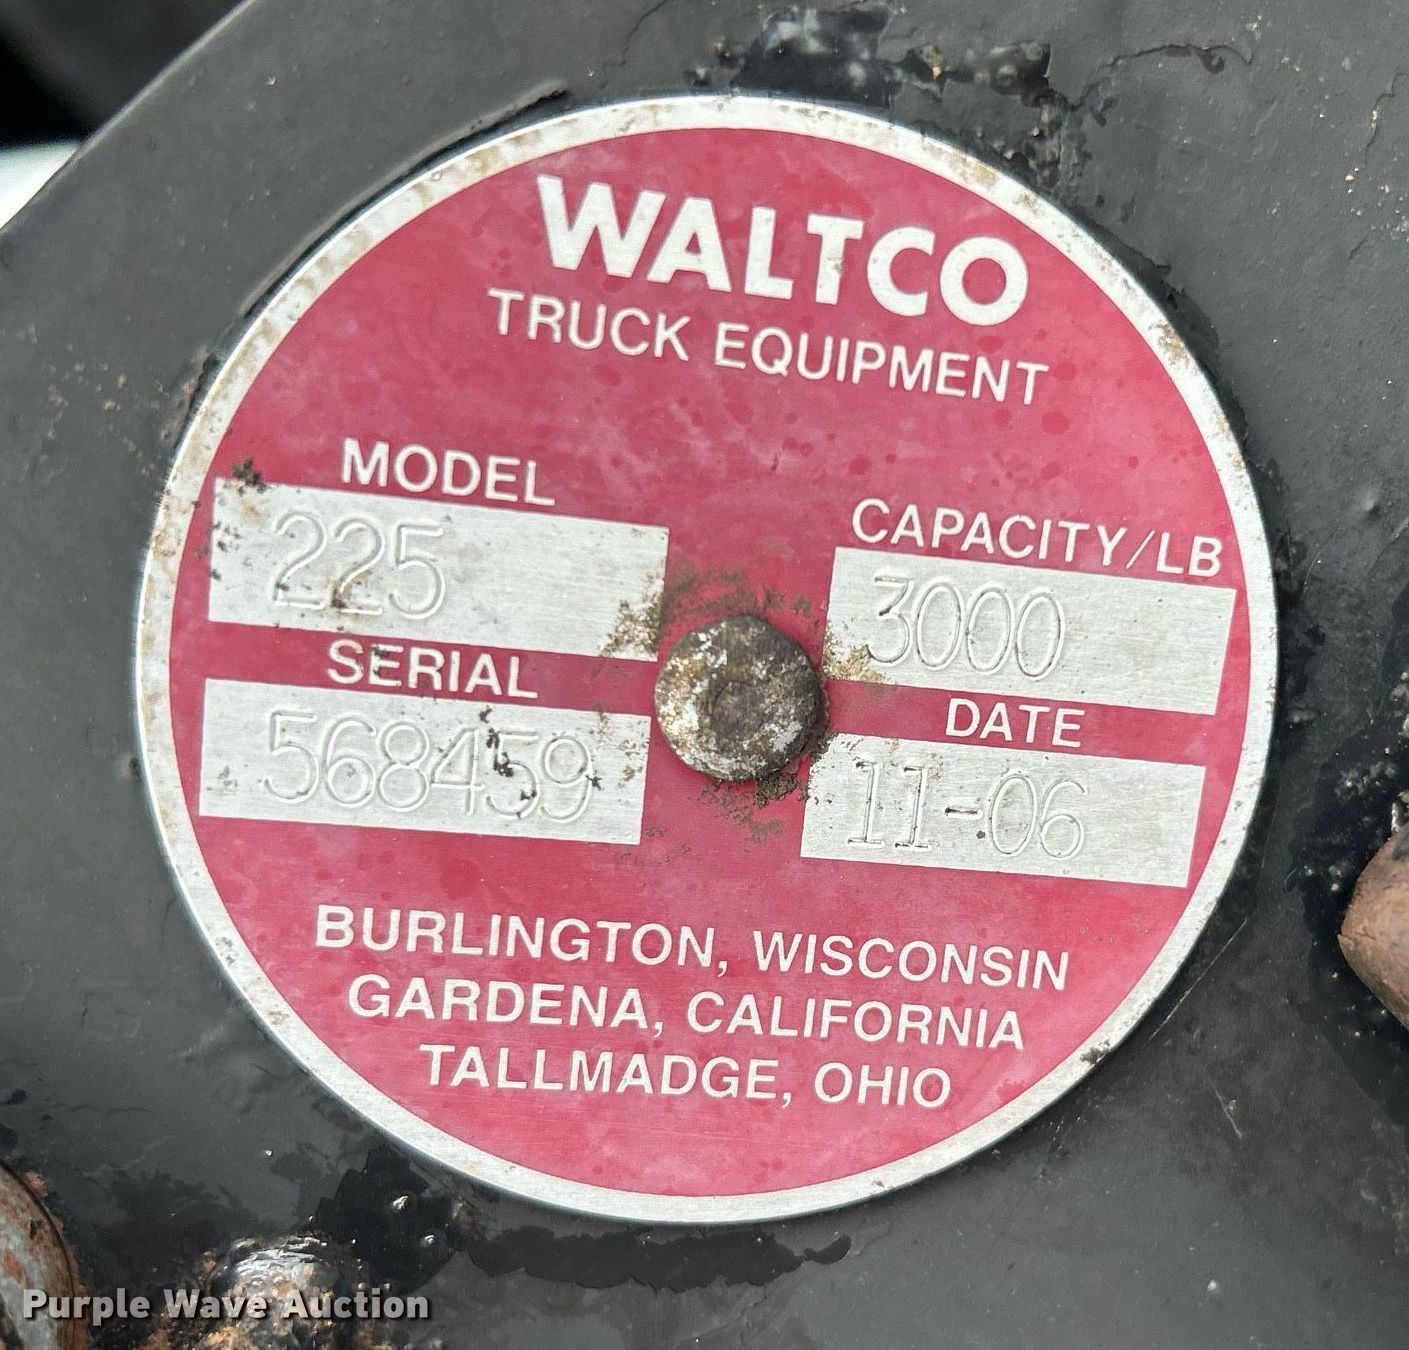 WALTCO
TRUCK EQUIPMENT
MODEL
225
CAPACITY/LB
3000
SERIAL
568459
DATE
11-06
BURLINGTON, WISCONSIN
GARDENA, CALIFORNIA
TALLMADGE, OHIO
Purple Wave Auction